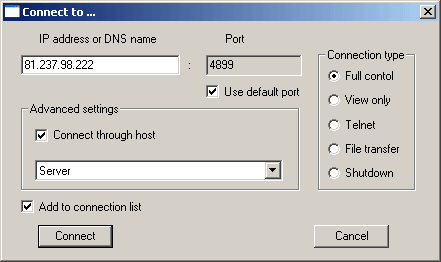 Connect to ...
IP address or DNS name
Port
81.237.98.222
:
4899
Use default port
Connection type
Full contol
View only
Telnet
File transfer
Shutdown
Advanced settings
Connect through host
Server
Add to connection list
Connect
Cancel